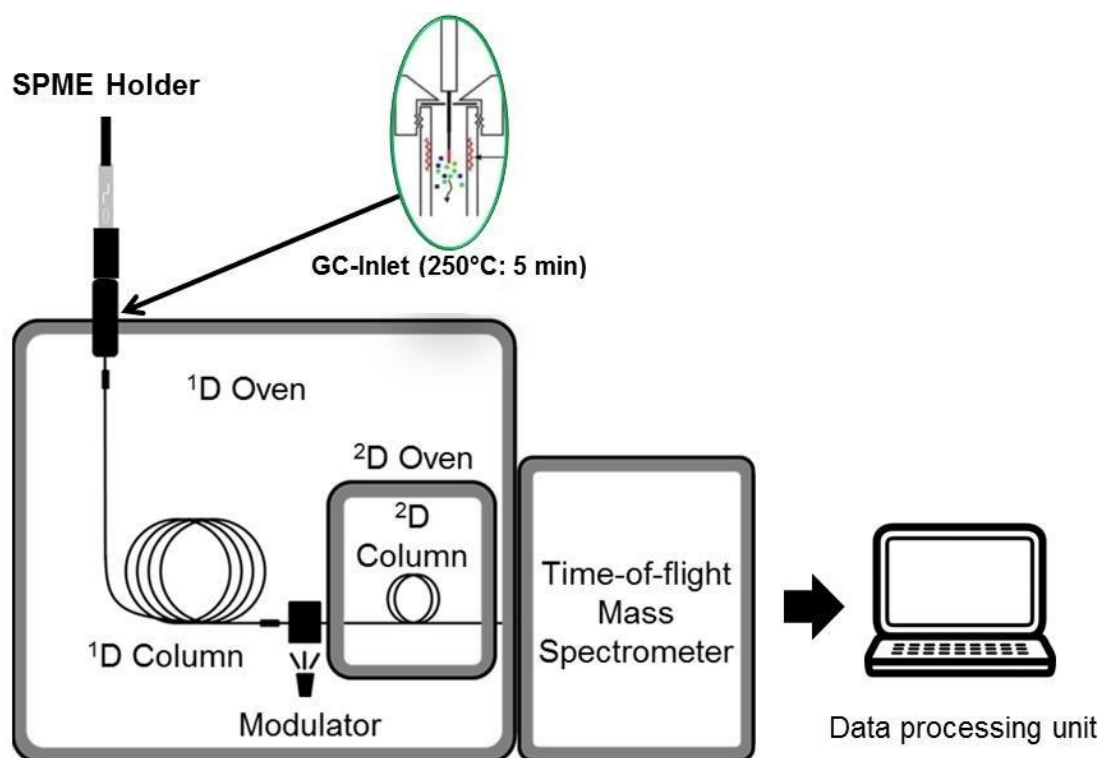 SPME Holder
GC-Inlet (250°C: 5 min)
¹D Oven
²D Oven
²D
Column
¹D Column
Modulator
Time-of-flight
Mass
Spectrometer
Data processing unit